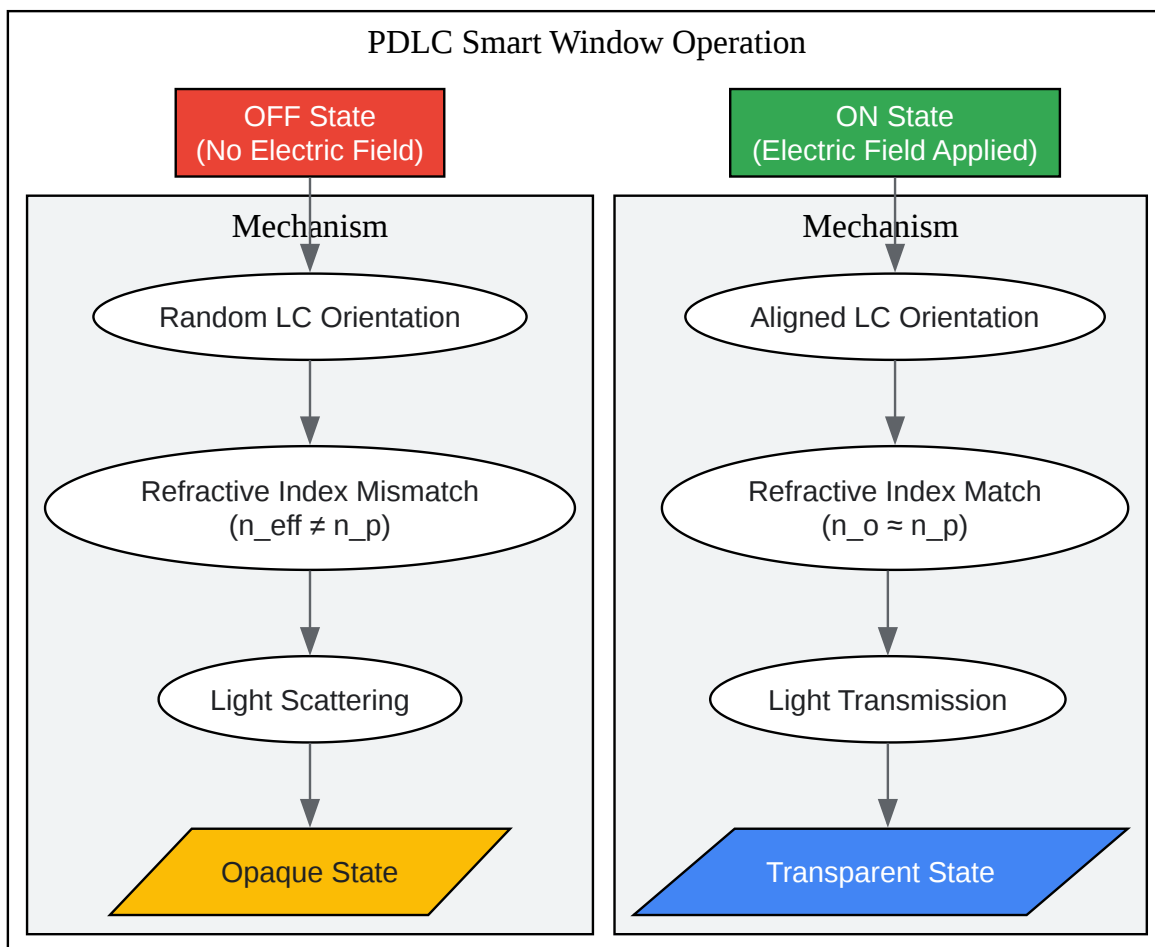 PDLC Smart Window Operation
OFF State
(No Electric Field)
Mechanism
Random LC Orientation
Refractive Index Mismatch
(n_eff ≠ n_p)
Light Scattering
Opaque State
ON State
(Electric Field Applied)
Mechanism
Aligned LC Orientation
Refractive Index Match
(n_o ≈ n_p)
Light Transmission
Transparent State